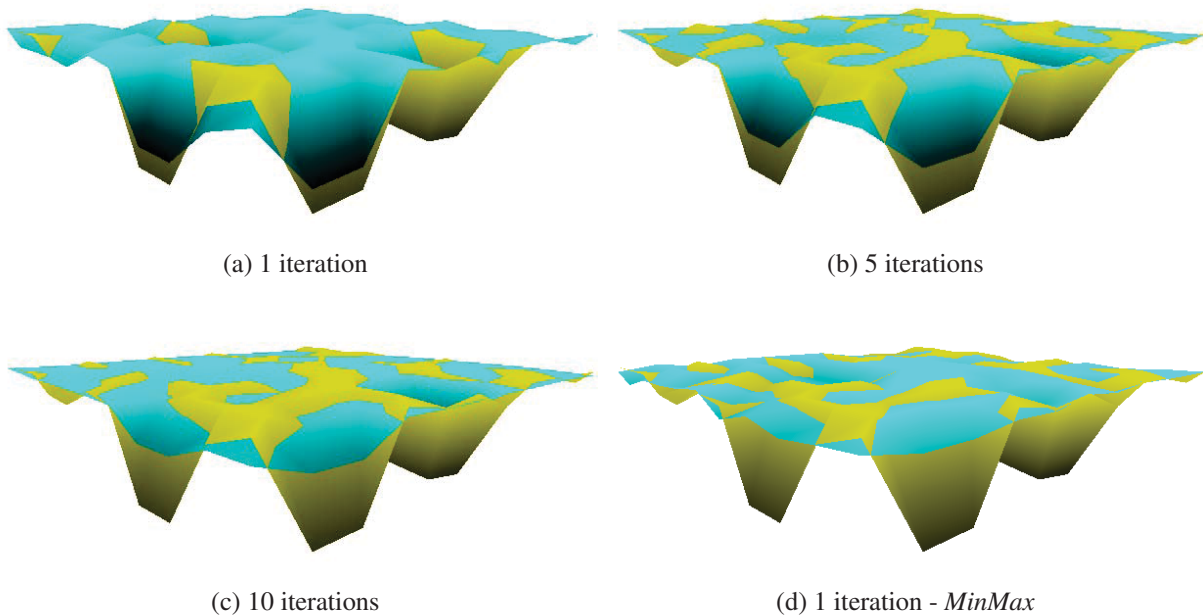 (a) 1 iteration
(b) 5 iterations
(c) 10 iterations
(d) 1 iteration - MinMax